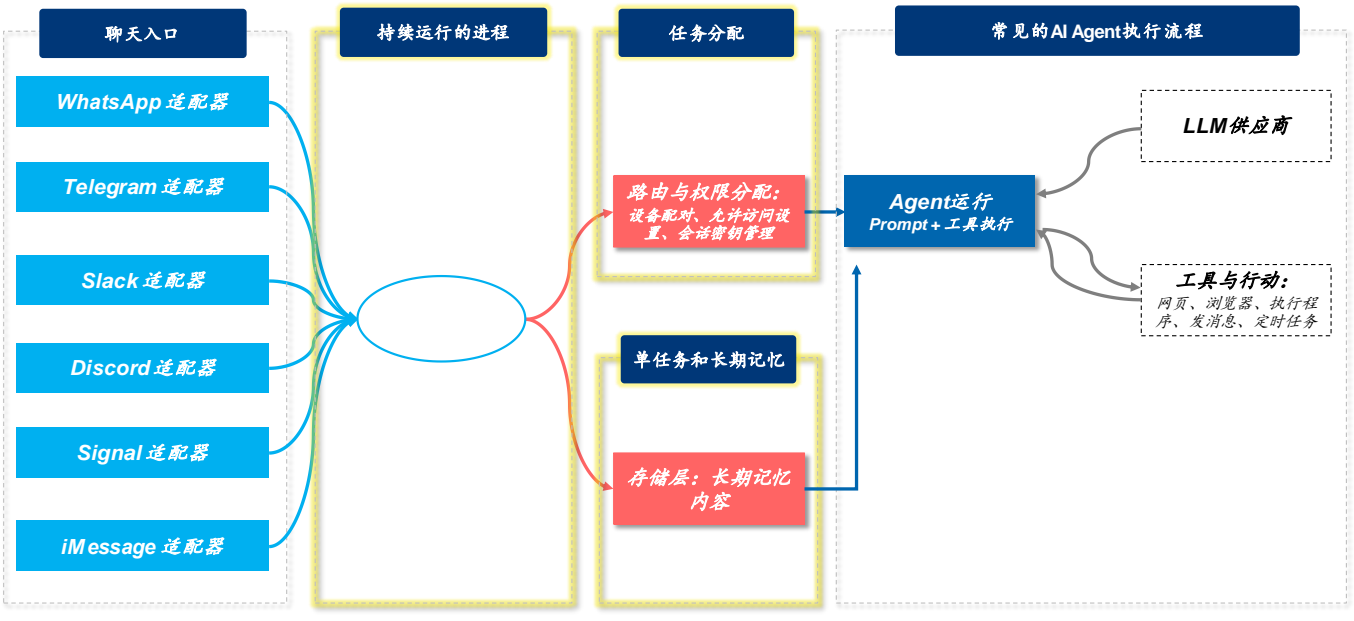 聊天入口
WhatsApp 适配器
Telegram 适配器
Slack 适配器
Discord 适配器
Signal 适配器
iMessage 适配器
持续运行的进程
任务分配
路由与权限分配：
设备配对、允许访问设
置、会话密钥管理
单任务和长期记忆
存储层：长期记忆
内容
常见的AI Agent执行流程
Agent运行
Prompt + 工具执行
LLM供应商
工具与行动：
网页、浏览器、执行程
序、发消息、定时任务